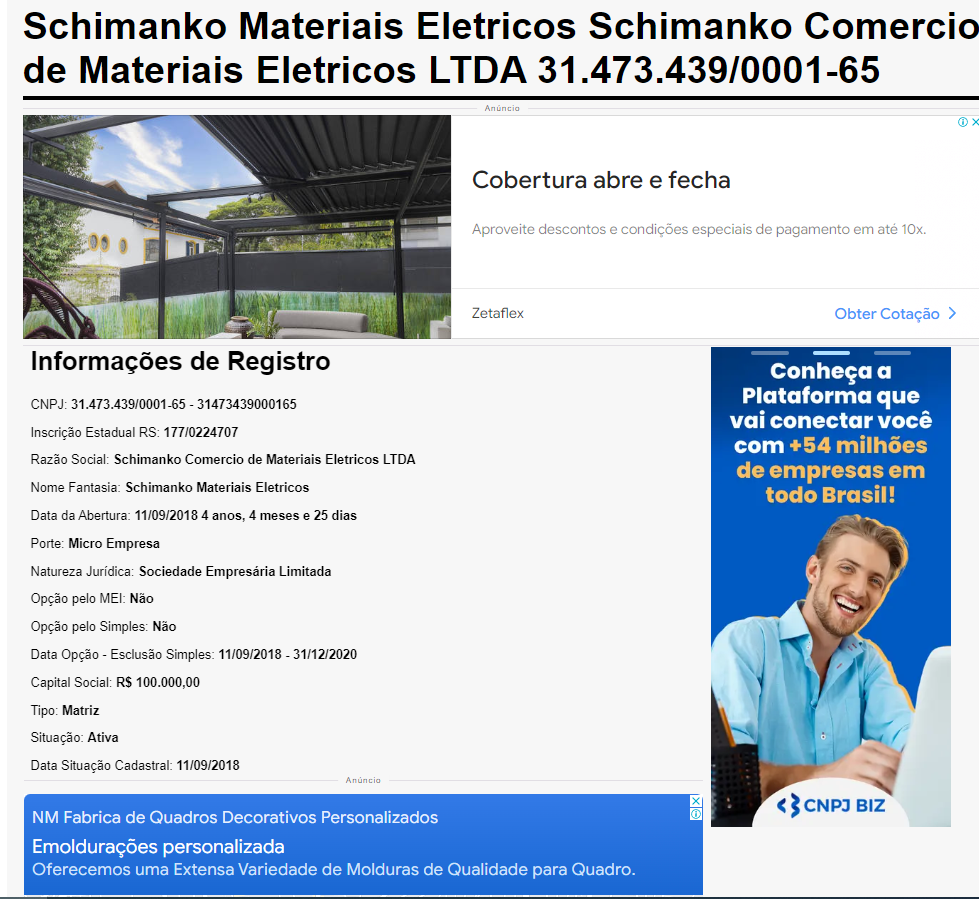 Schimanko Materiais Eletricos Schimanko Comercio
de Materiais Eletricos LTDA 31.473.439/0001-65
Anúncio
Cobertura abre e fecha
Aproveite descontos e condições especiais de pagamento em até 10x.
Zetaflex
Obter Cotação
Informações de Registro
CNPJ: 31.473.439/0001-65 - 31473439000165
Inscrição Estadual RS: 177/0224707
Razão Social: Schimanko Comercio de Materiais Eletricos LTDA
Nome Fantasia: Schimanko Materiais Eletricos
Data da Abertura: 11/09/2018 4 anos, 4 meses e 25 dias
Porte: Micro Empresa
Natureza Jurídica: Sociedade Empresária Limitada
Opção pelo MEI: Não
Opção pelo Simples: Não
Data Opção - Exclusão Simples: 11/09/2018 - 31/12/2020
Capital Social: R$ 100.000,00
Tipo: Matriz
Situação: Ativa
Data Situação Cadastral: 11/09/2018
Conheça a
Plataforma que
vai conectar você
com +54 milhões
de empresas em
todo Brasil!
CNPJ BIZ
Anúncio
NM Fabrica de Quadros Decorativos Personalizados
Emoldurações personalizada
Oferecemos uma Extensa Variedade de Molduras de Qualidade para Quadro.